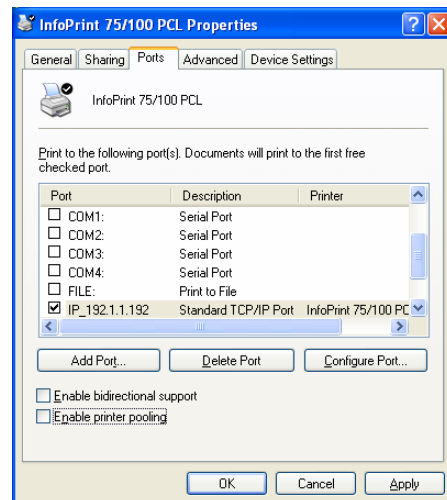 InfoPrint 75/100 PCL Properties
General Sharing Ports Advanced Device Settings
InfoPrint 75/100 PCL
Print to the following port(s). Documents will print to the first free
checked port.
Port Description Printer
COM1: Serial Port
COM2: Serial Port
COM3: Serial Port
COM4: Serial Port
FILE: Print to File
IP_192.1.1.192 Standard TCP/IP Port InfoPrint 75/100 PC
Add Port... Delete Port Configure Port...
Enable bidirectional support
Enable printer pooling
OK Cancel Apply